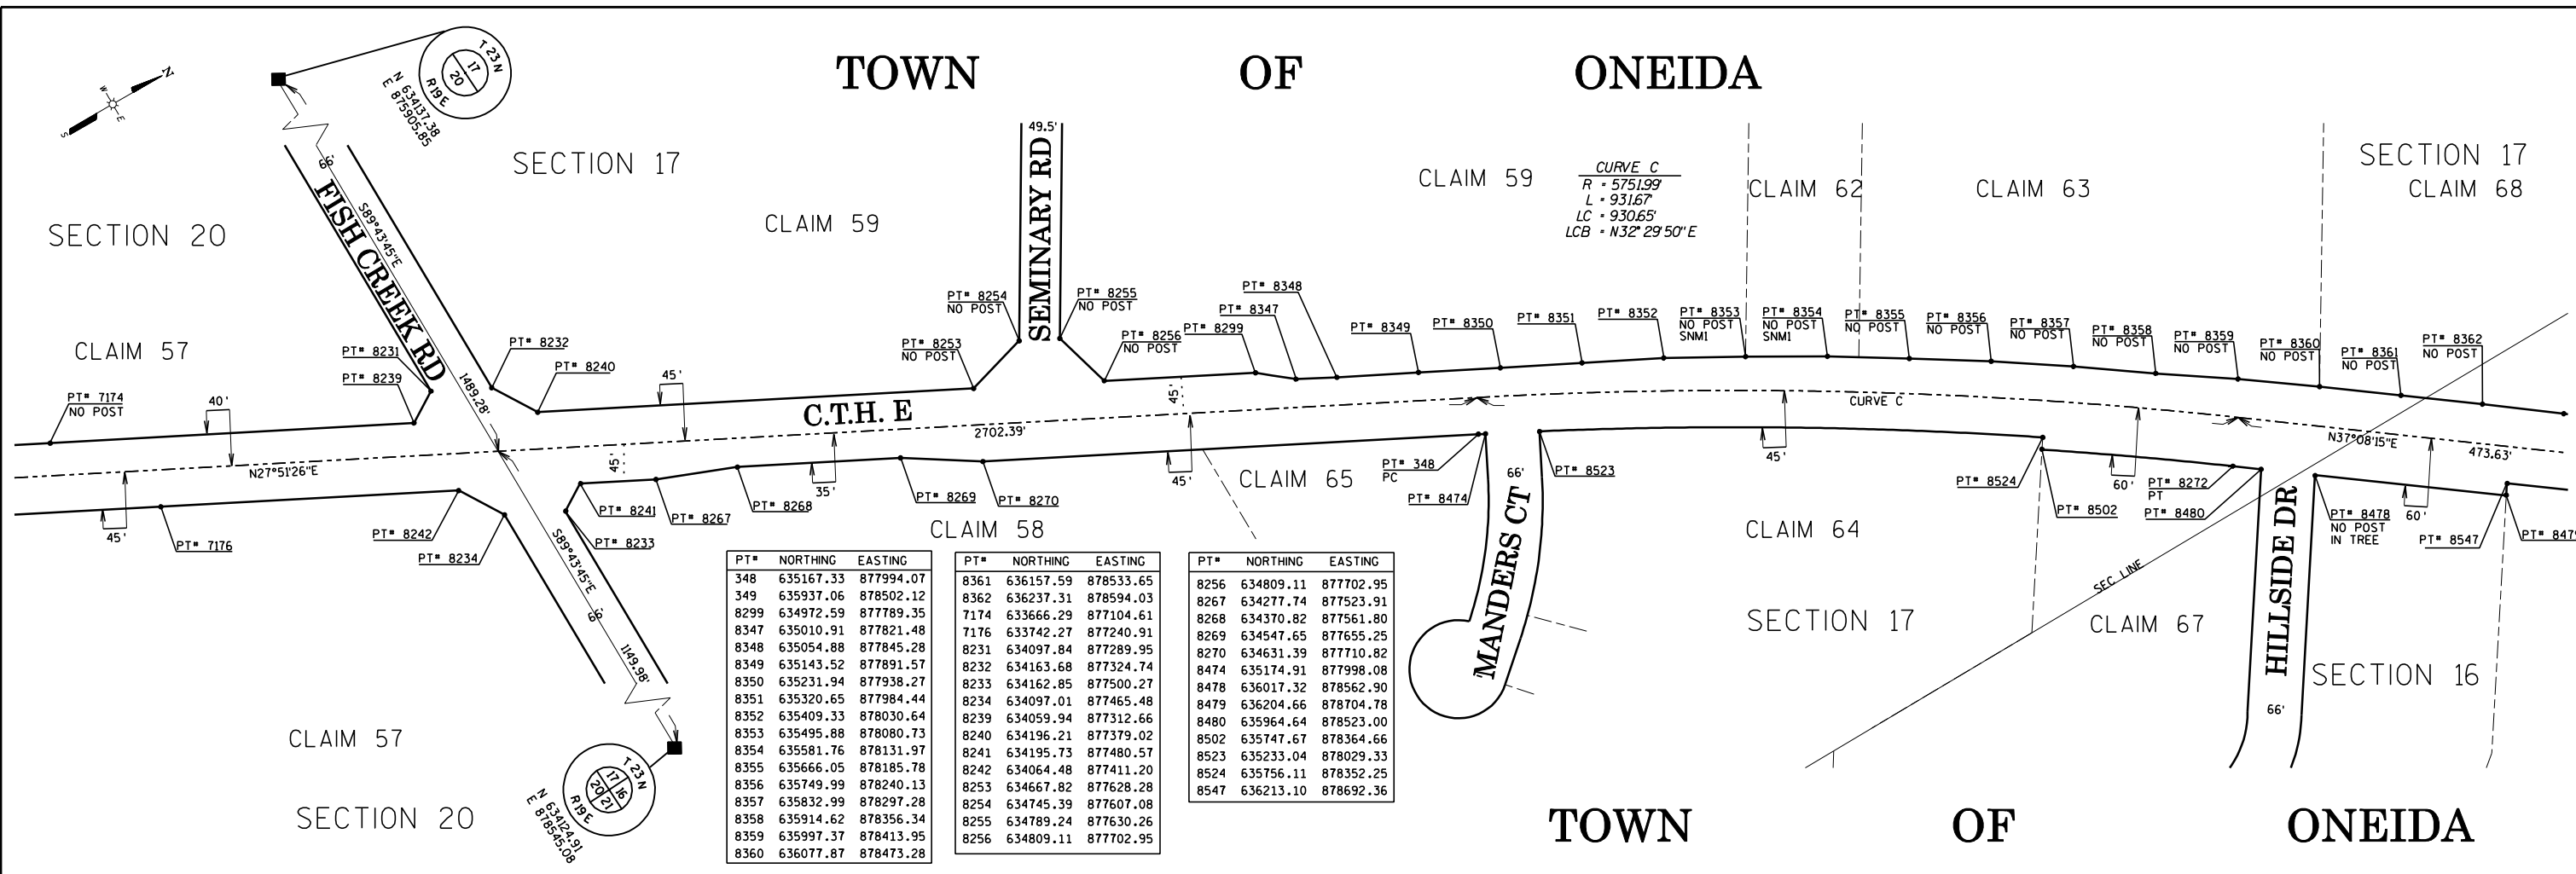 TOWN OF ONEIDA
N
W
E
S
T 23 N
17
20
R19E
N 634137.38
E 875905.85
SECTION 17
SECTION 20
66'
FISH CREEK RD
S89°43'45"E
1489.28'
CLAIM 59
49.5'
SEMINARY RD
CLAIM 59
CURVE C
R = 5751.99'
L = 931.67'
LC = 930.65'
LCB = N32°29'50"E
CLAIM 62
CLAIM 63
SECTION 17
CLAIM 68
CLAIM 57
PT# 7174
NO POST
40'
PT# 8231
PT# 8239
PT# 8232
PT# 8240
45'
PT# 8253
NO POST
PT# 8254
NO POST
PT# 8255
NO POST
PT# 8256
NO POST
PT# 8299
PT# 8347
PT# 8348
PT# 8349
PT# 8350
PT# 8351
PT# 8352
PT# 8353
NO POST
SNM1
PT# 8354
NO POST
SNM1
PT# 8355
NO POST
PT# 8356
NO POST
PT# 8357
NO POST
PT# 8358
NO POST
PT# 8359
NO POST
PT# 8360
NO POST
PT# 8361
NO POST
PT# 8362
NO POST
N27°51'26"E
C.T.H. E
2702.39'
45'
45'
CURVE C
N37°08'15"E
473.63'
45'
PT# 7176
PT# 8242
PT# 8234
PT# 8241
PT# 8233
PT# 8267
PT# 8268
35'
PT# 8269
PT# 8270
45'
CLAIM 58
CLAIM 65
PT# 348
PC
PT# 8474
66'
MANDERS CT
PT# 8523
45'
CLAIM 64
PT# 8524
PT# 8502
60'
PT# 8272
PT
PT# 8480
HILLSIDE DR
66'
PT# 8478
NO POST
IN TREE
60'
PT# 8547
PT# 8479
SEC LINE
SECTION 17
CLAIM 67
SECTION 16
S89°43'45"E
66'
1149.98'
CLAIM 57
SECTION 20
T 23 N
17 16
20 21
R19E
N 634124.91
E 878545.08
PT# NORTHING EASTING
348 635167.33 877994.07
349 635937.06 878502.12
8299 634972.59 877789.35
8347 635010.91 877821.48
8348 635054.88 877845.28
8349 635143.52 877891.57
8350 635231.94 877938.27
8351 635320.65 877984.44
8352 635409.33 878030.64
8353 635495.88 878080.73
8354 635581.76 878131.97
8355 635666.05 878185.78
8356 635749.99 878240.13
8357 635832.99 878297.28
8358 635914.62 878356.34
8359 635997.37 878413.95
8360 636077.87 878473.28
PT# NORTHING EASTING
8361 636157.59 878533.65
8362 636237.31 878594.03
7174 633666.29 877104.61
7176 633742.27 877240.91
8231 634097.84 877289.95
8232 634163.68 877324.74
8233 634162.85 877500.27
8234 634097.01 877465.48
8239 634059.94 877312.66
8240 634196.21 877379.02
8241 634195.73 877480.57
8242 634064.48 877411.20
8253 634667.82 877628.28
8254 634745.39 877607.08
8255 634789.24 877630.26
8256 634809.11 877702.95
PT# NORTHING EASTING
8256 634809.11 877702.95
8267 634277.74 877523.91
8268 634370.82 877561.80
8269 634547.65 877655.25
8270 634631.39 877710.82
8474 635174.91 877998.08
8478 636017.32 878562.90
8479 636204.66 878704.78
8480 635964.64 878523.00
8502 635747.67 878364.66
8523 635233.04 878029.33
8524 635756.11 878352.25
8547 636213.10 878692.36
TOWN OF ONEIDA